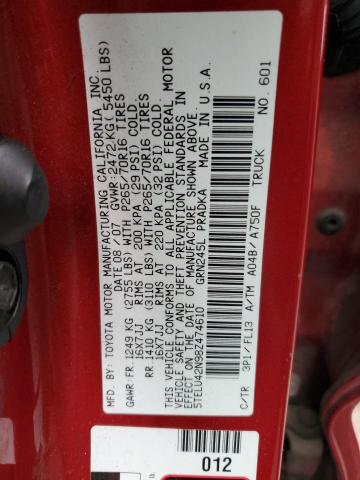 MFD. BY: TOYOTA MOTOR MANUFACTURING CALIFORNIA, INC.
DATE 08 / 07 GVWR: 2472 KG( 5450 LBS)
GAWR:FR.1249 KG (2755 LBS) WITH P265/70R16 TIRES
16X7JJ RIMS AT 200 KPA (29 PSI) COLD.
RR.1410 KG (3110 LBS) WITH P265/70R16 TIRES
16X7JJ RIMS AT 220 KPA (32 PSI) COLD.
THIS VEHICLE CONFORMS TO ALL APPLICABLE FEDERAL MOTOR
VEHICLE SAFETY AND THEFT PREVENTION STANDARDS IN
EFFECT ON THE DATE OF MANUFACTURE SHOWN ABOVE.
5TELU42N98Z474610 GRN245L PRADKA MADE IN U.S.A.
C/TR 3P1/FL13 A/TM A04B/A750F TRUCK NO. 601
012